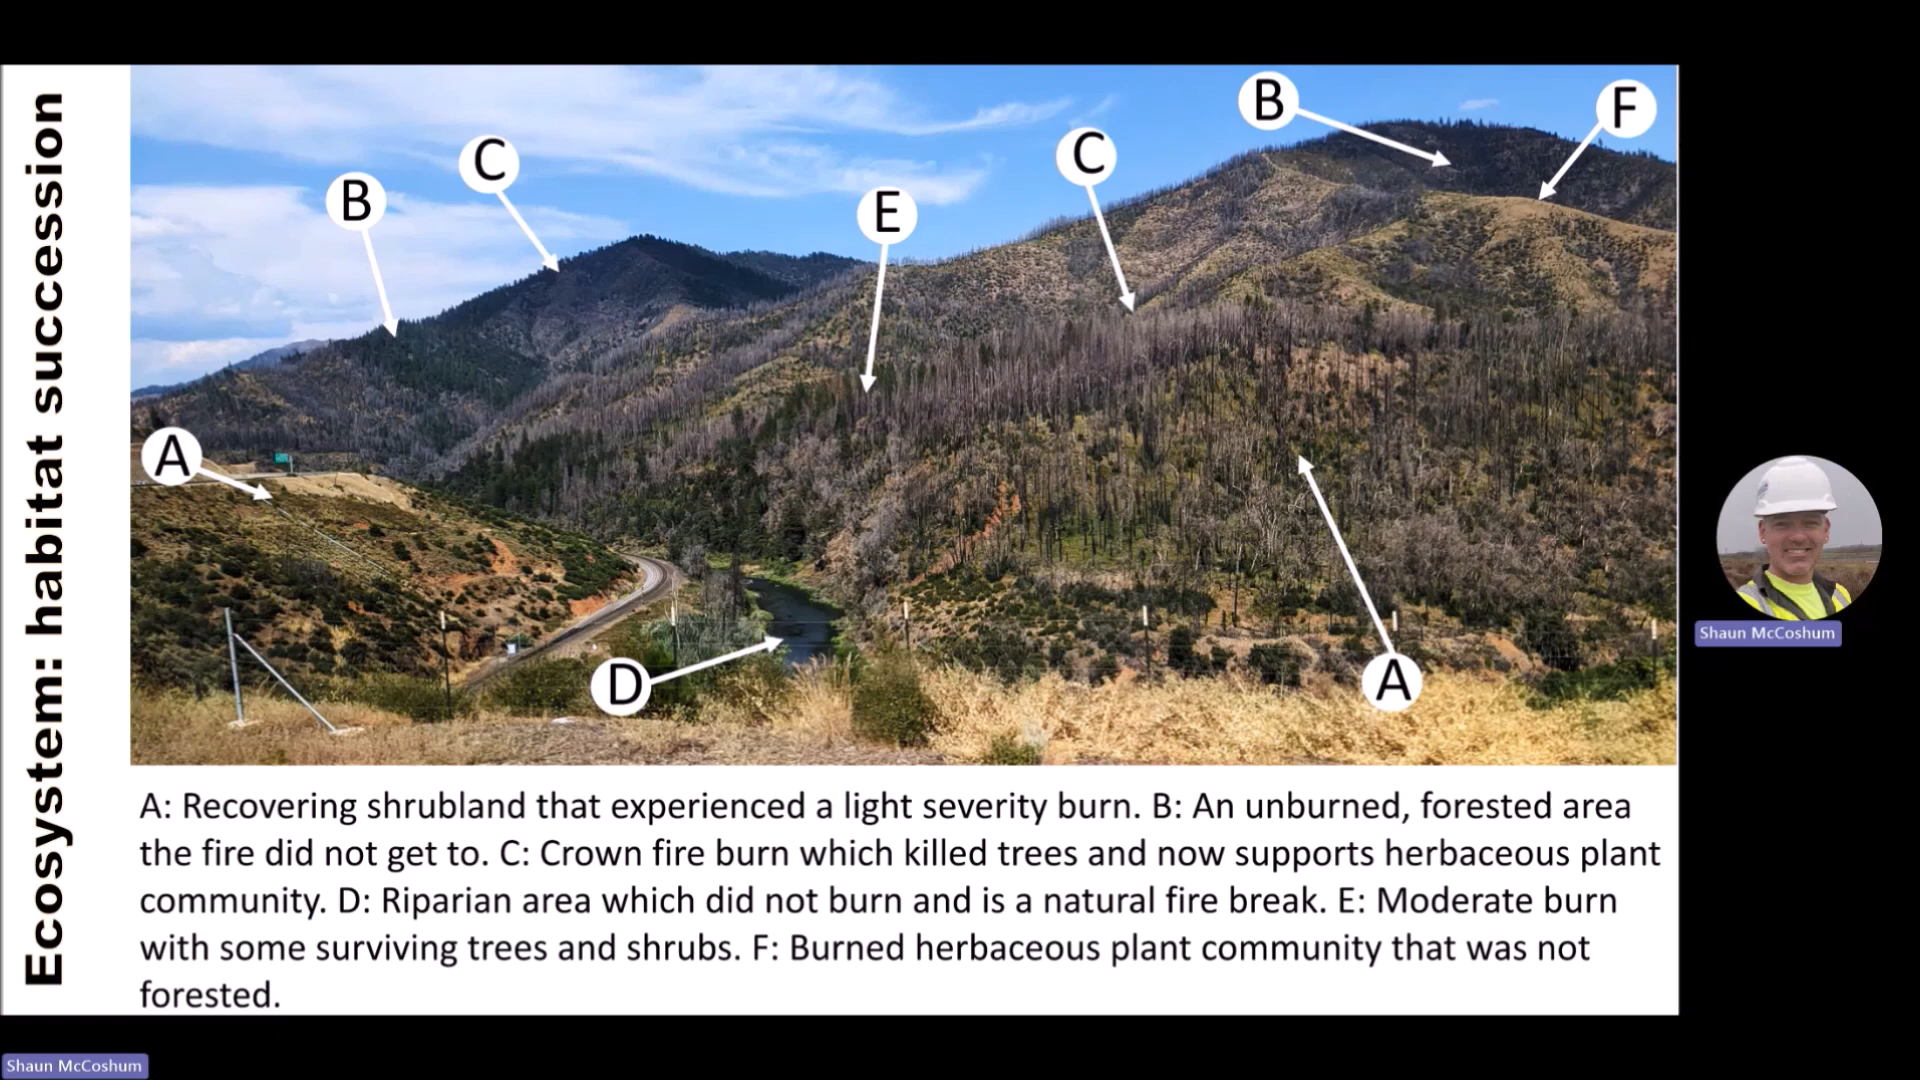 Ecosystem: habitat succession
B
F
C
C
B
E
A
D
A
A: Recovering shrubland that experienced a light severity burn. B: An unburned, forested area
the fire did not get to. C: Crown fire burn which killed trees and now supports herbaceous plant
community. D: Riparian area which did not burn and is a natural fire break. E: Moderate burn
with some surviving trees and shrubs. F: Burned herbaceous plant community that was not
forested.
Shaun McCoshum
Shaun McCoshum